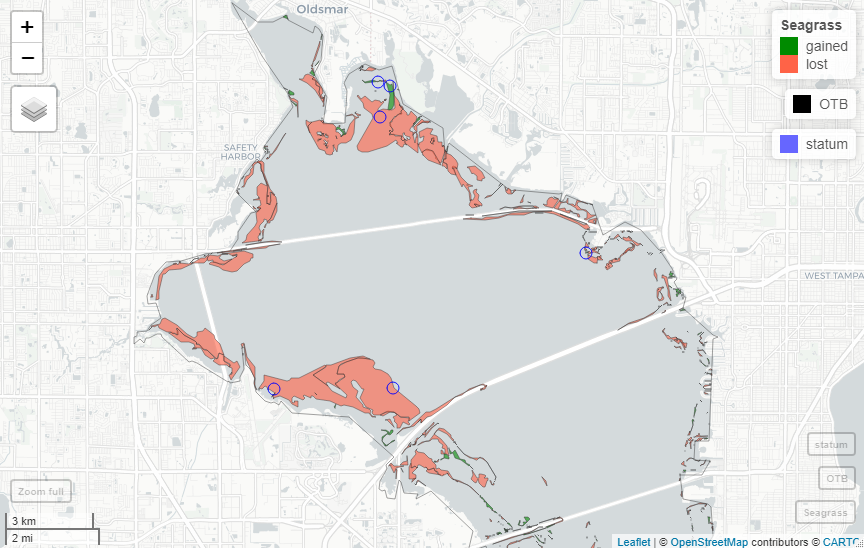 Oldsmar
+
−
Seagrass
gained
lost
OTB
statum
SAFETY
HARBOR
WEST TAMPA
statum
OTB
Seagrass
Zoom full
3 km
2 mi
Leaflet | © OpenStreetMap contributors © CARTO